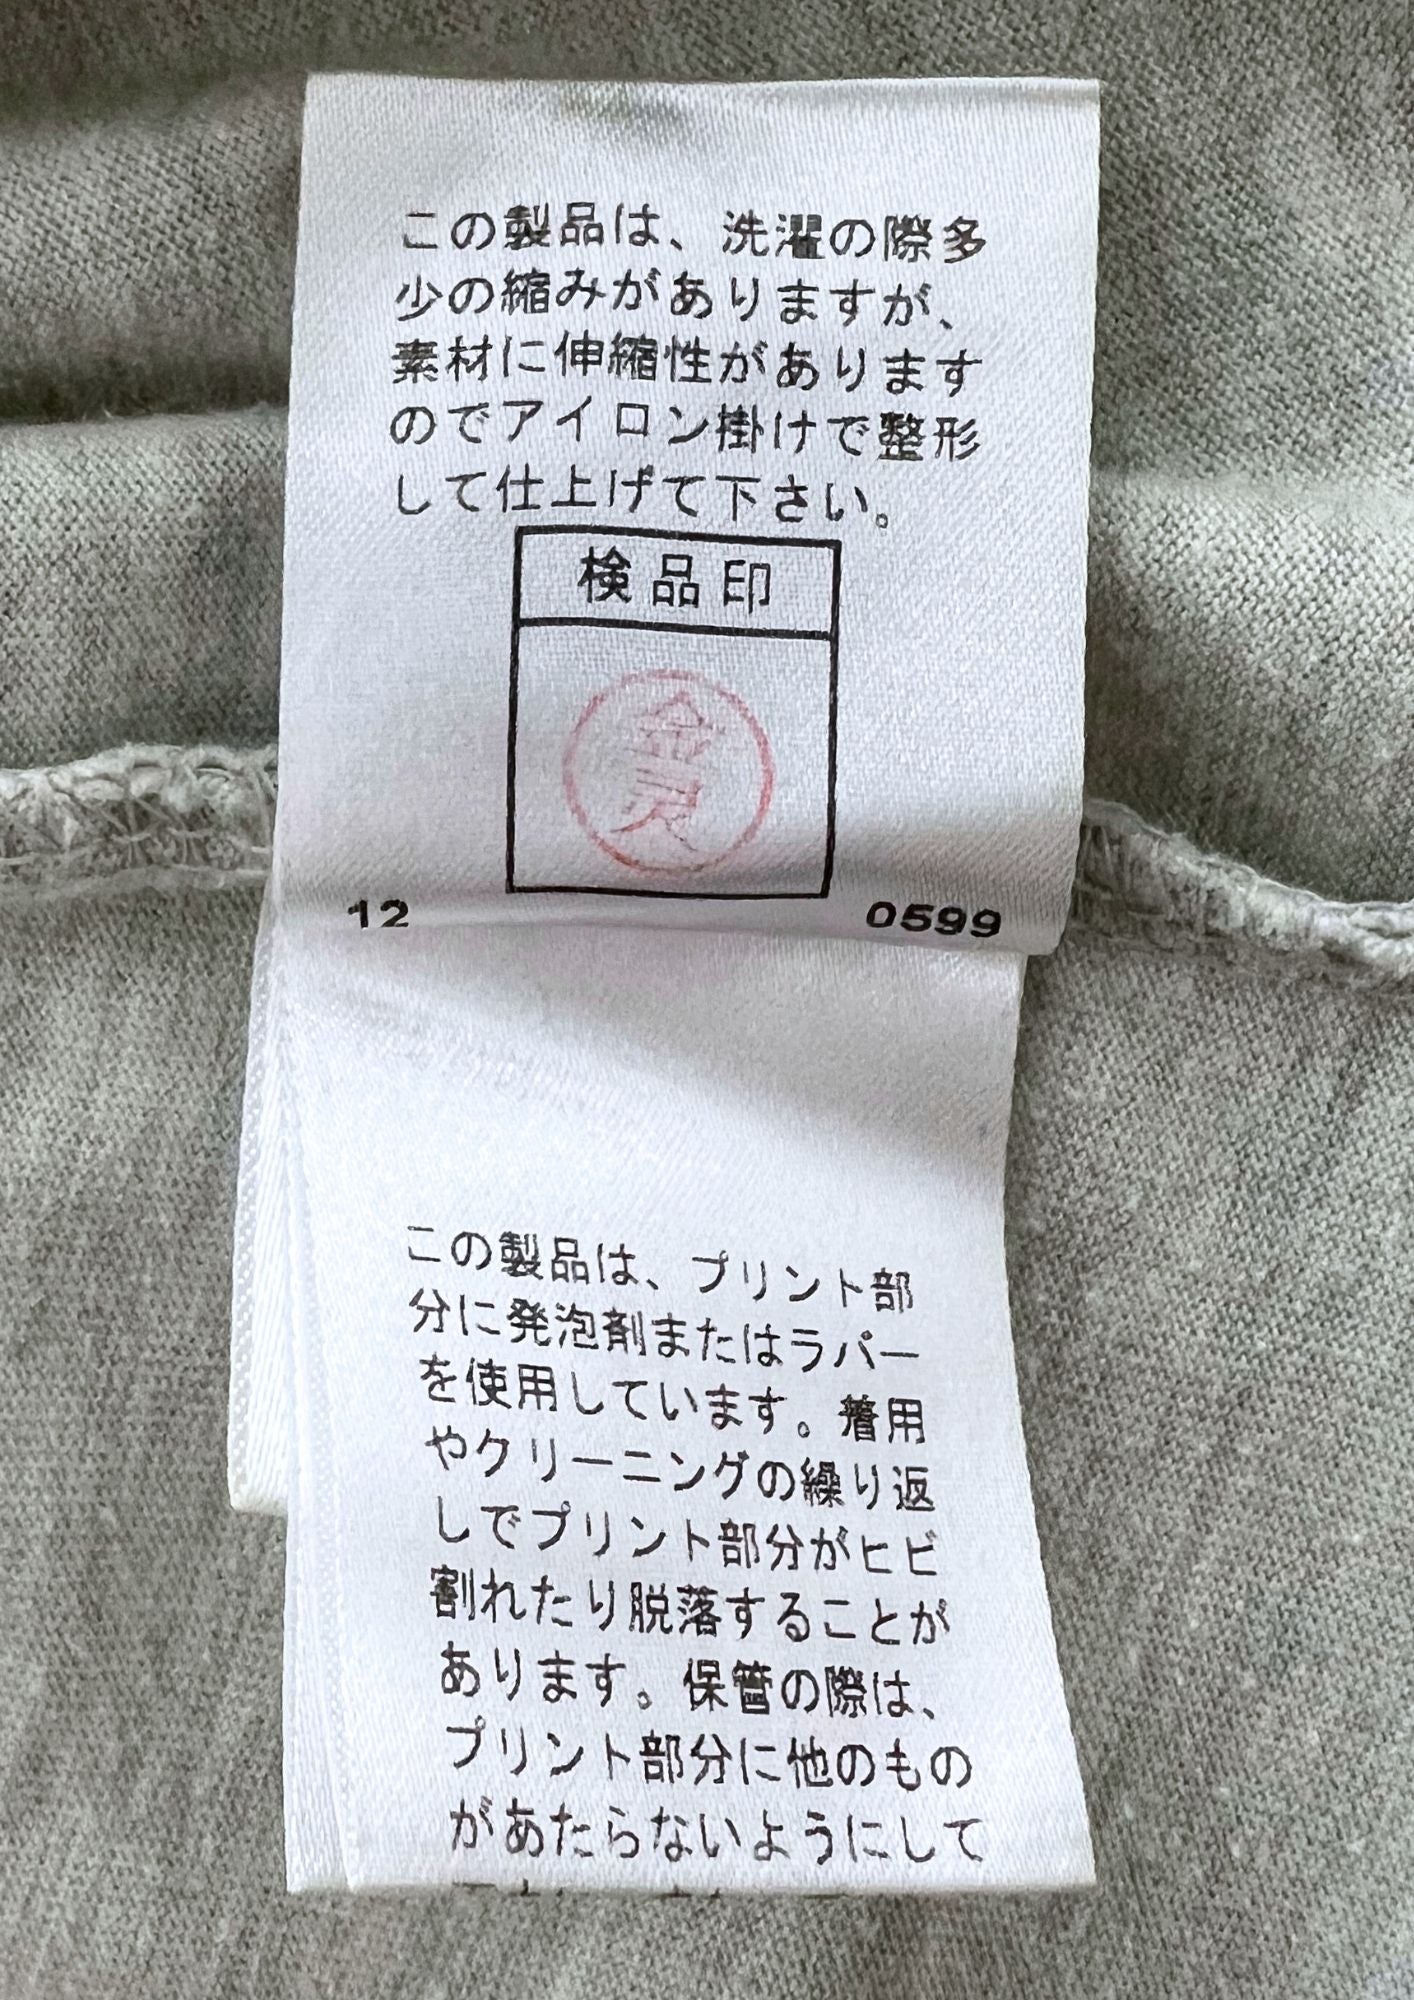 この製品は、洗濯の際多
少の縮みがありますが、
素材に伸縮性があります
のでアイロン掛けで整形
して仕上げて下さい。
検品印
12 0599
この製品は、プリント部
分に発泡剤またはラバー
を使用しています。着用
やクリーニングの繰り返
しでプリント部分がヒビ
割れたり脱落することが
あります。保管の際は、
プリント部分に他のもの
があたらないようにして